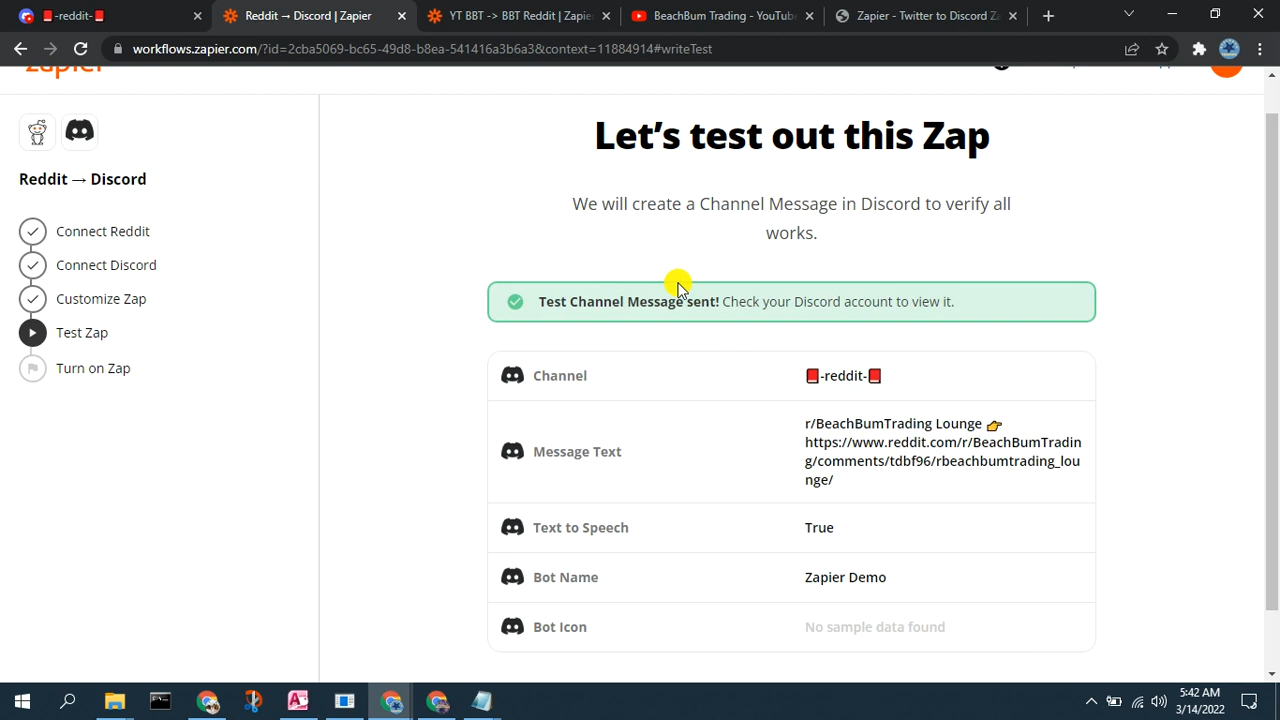 -reddit-
Reddit → Discord | Zapier
YT BBT -> BBT Reddit | Zapier
BeachBum Trading - YouTube
Zapier - Twitter to Discord Za
workflows.zapier.com/?id=2cba5069-bc65-49d8-b8ea-541416a3b6a3&context=11884914#writeTest
zapier
Reddit → Discord
Connect Reddit
Connect Discord
Customize Zap
Test Zap
Turn on Zap
Let's test out this Zap
We will create a Channel Message in Discord to verify all
works.
Test Channel Message sent! Check your Discord account to view it.
Channel
📕-reddit-📕
Message Text
r/BeachBumTrading Lounge 👉
https://www.reddit.com/r/BeachBumTradin
g/comments/tdbf96/rbeachbumtrading_lou
nge/
Text to Speech
True
Bot Name
Zapier Demo
Bot Icon
No sample data found
5:42 AM
3/14/2022